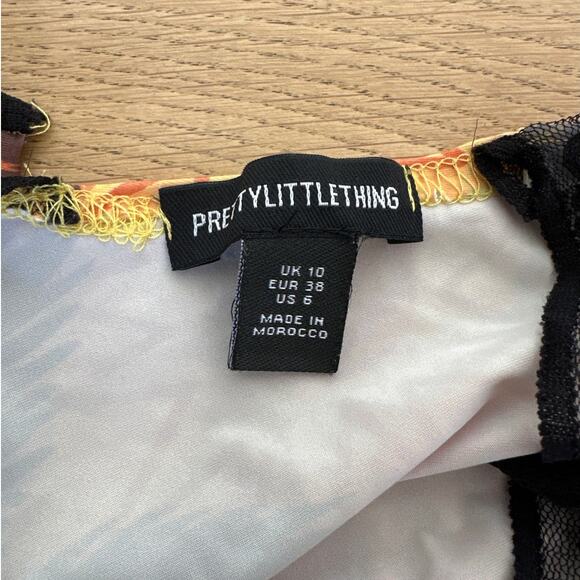 PRETTYLITTLETHING
UK 10
EUR 38
US 6
MADE IN
MOROCCO